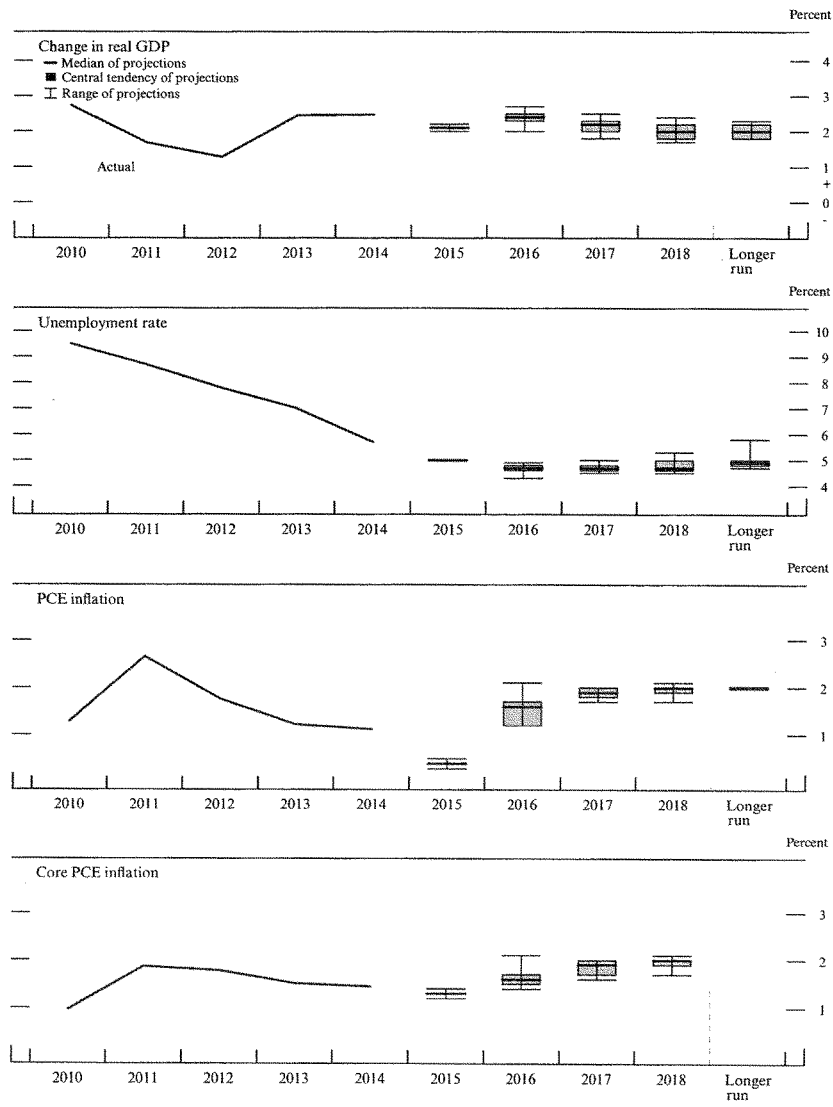 Percent
Change in real GDP
Median of projections
Central tendency of projections
Range of projections
Actual
4
3
2
1
+
0
-
2010 2011 2012 2013 2014 2015 2016 2017 2018 Longer
run
Percent
Unemployment rate
10
9
8
7
6
5
4
2010 2011 2012 2013 2014 2015 2016 2017 2018 Longer
run
Percent
PCE inflation
3
2
1
2010 2011 2012 2013 2014 2015 2016 2017 2018 Longer
run
Percent
Core PCE inflation
3
2
1
2010 2011 2012 2013 2014 2015 2016 2017 2018 Longer
run